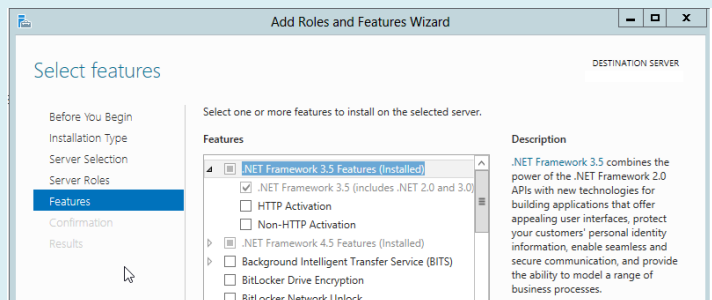 Add Roles and Features Wizard
Select features
DESTINATION SERVER
Before You Begin
Installation Type
Server Selection
Server Roles
Features
Confirmation
Results
Select one or more features to install on the selected server.
Features
.NET Framework 3.5 Features (Installed)
.NET Framework 3.5 (includes .NET 2.0 and 3.0)
HTTP Activation
Non-HTTP Activation
.NET Framework 4.5 Features (Installed)
Background Intelligent Transfer Service (BITS)
BitLocker Drive Encryption
BitLocker Network Unlock
Description
.NET Framework 3.5 combines the
power of the .NET Framework 2.0
APIs with new technologies for
building applications that offer
appealing user interfaces, protect
your customers' personal identity
information, enable seamless and
secure communication, and provide
the ability to model a range of
business processes.